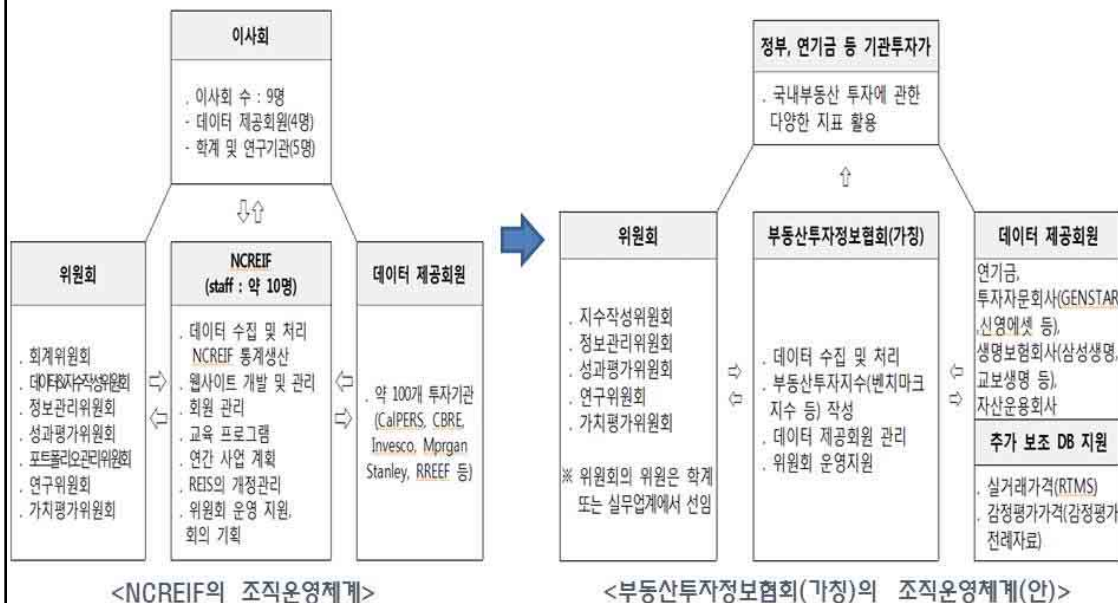 이사회
. 이사회 수 : 9명
- 데이터 제공회원(4명)
- 학계 및 연구기관(5명)
위원회
. 회계위원회
. 데이터&지수작성위원회
. 정보관리위원회
. 성과평가위원회
. 포트폴리오관리위원회
. 연구위원회
. 가치평가위원회
NCREIF
(staff : 약 10명)
. 데이터 수집 및 처리
NCREIF 통계생산
. 웹사이트 개발 및 관리
. 회원 관리
. 교육 프로그램
. 연간 사업 계획
. REIS의 개정관리
. 위원회 운영 지원,
회의 기획
데이터 제공회원
. 약 100개 투자기관
(CalPERS, CBRE,
Invesco, Mprgan
Stanley, RREEF 등)
<NCREIF의 조직운영체계>
정부, 연기금 등 기관투자가
. 국내부동산 투자에 관한
다양한 지표 활용
위원회
. 지수작성위원회
. 정보관리위원회
. 성과평가위원회
. 연구위원회
. 가치평가위원회
※ 위원회의 위원은 학계
또는 실무업계에서 선임
부동산투자정보협회(가칭)
. 데이터 수집 및 처리
. 부동산투자지수(벤치마크
지수 등) 작성
. 데이터 제공회원 관리
. 위원회 운영지원
데이터 제공회원
연기금,
투자자문회사(GENSTAR
,신영에셋 등),
생명보험회사(삼성생명,
교보생명 등),
자산운용회사
추가 보조 DB 지원
. 실거래가격(RTMS)
. 감정평가가격(감정평가
전례자료)
<부동산투자정보협회(가칭)의 조직운영체계(안)>